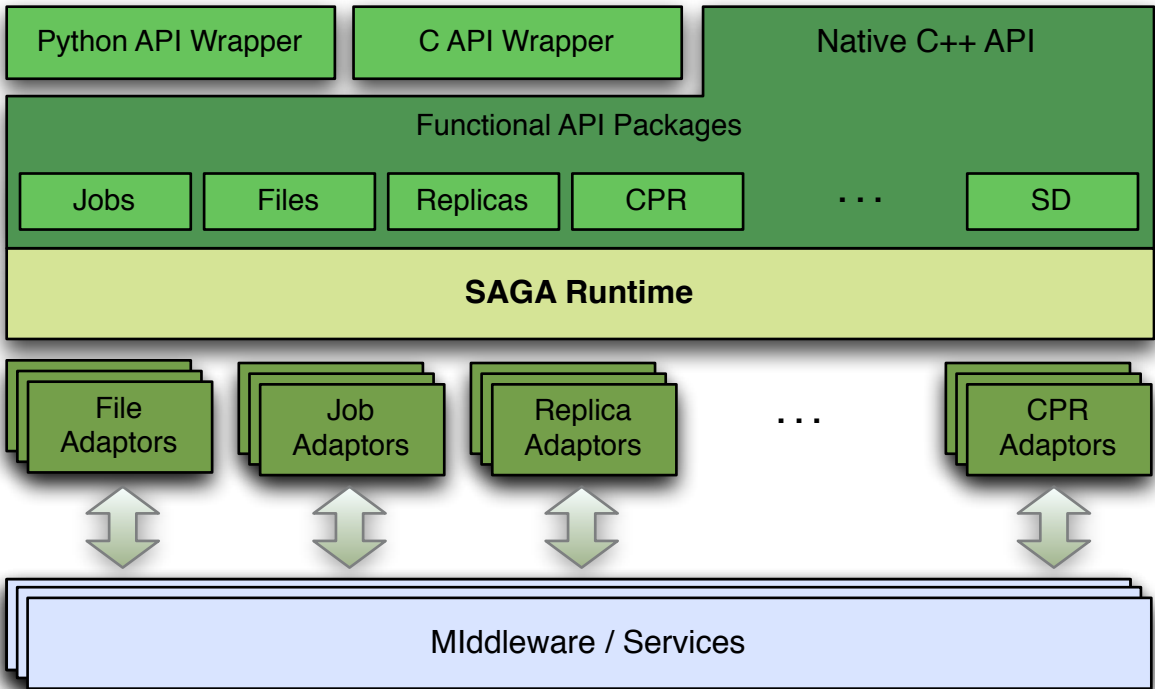 Python API Wrapper
C API Wrapper
Native C++ API
Functional API Packages
Jobs
Files
Replicas
CPR
. . .
SD
SAGA Runtime
File
Adaptors
Job
Adaptors
Replica
Adaptors
. . .
CPR
Adaptors
MIddleware / Services